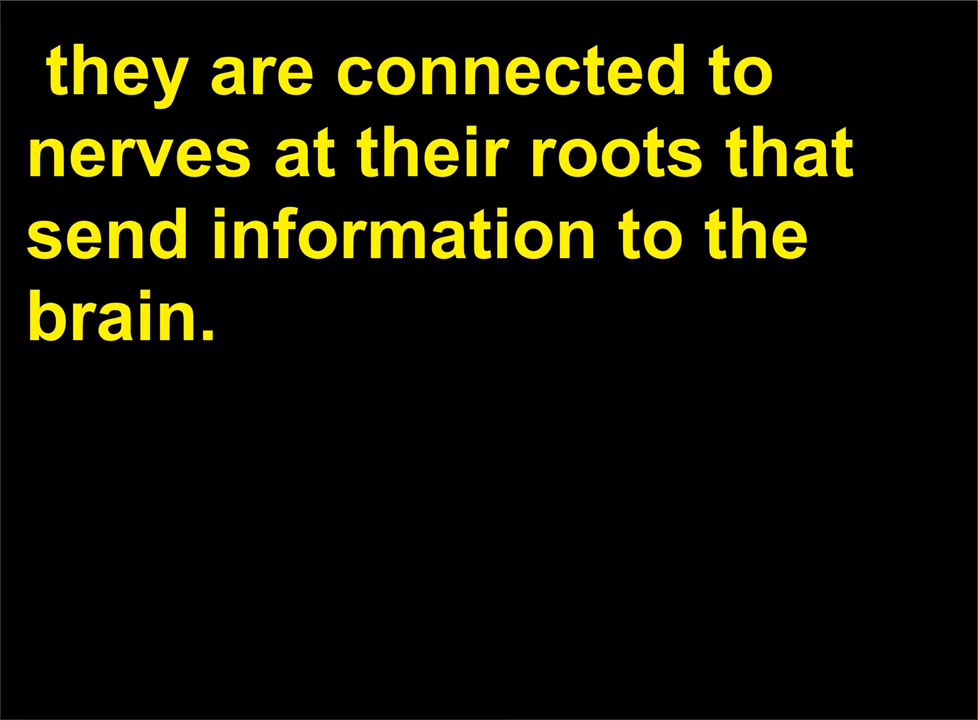 they are connected to
nerves at their roots that
send information to the
brain.